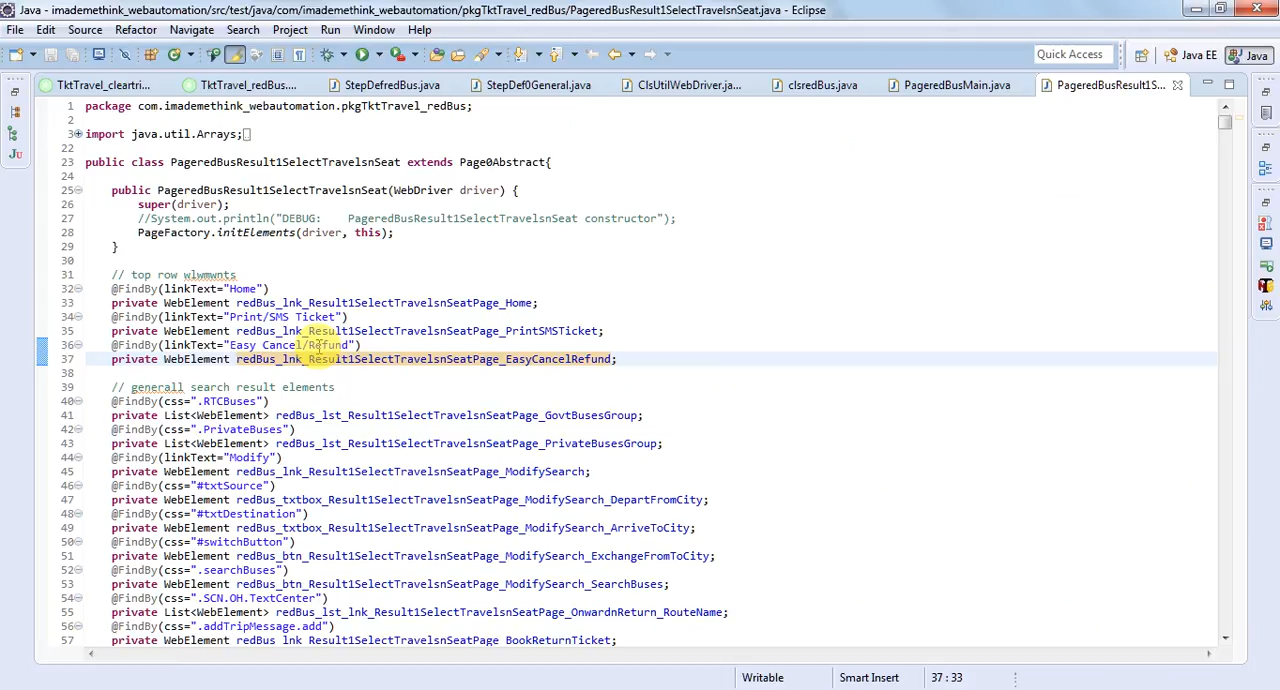 Java - imademethink_webautomation/src/test/java/com/imademethink_webautomation/pkgTktTravel_redBus/PageredBusResult1SelectTravelsnSeat.java - Eclipse
File Edit Source Refactor Navigate Search Project Run Window Help
Quick Access Java EE Java
TktTravel_cleartri... TktTravel_redBus.... StepDefredBus.java StepDef0General.java ClsUtilWebDriver.ja... clsredBus.java PageredBusMain.java PageredBusResult1S...
1 package com.imademethink_webautomation.pkgTktTravel_redBus;
2
3 import java.util.Arrays;
22
23 public class PageredBusResult1SelectTravelsnSeat extends Page0Abstract{
24
25 public PageredBusResult1SelectTravelsnSeat(WebDriver driver) {
26 super(driver);
27 //System.out.println("DEBUG: PageredBusResult1SelectTravelsnSeat constructor");
28 PageFactory.initElements(driver, this);
29 }
30
31 // top row wlwmwnts
32 @FindBy(linkText="Home")
33 private WebElement redBus_lnk_Result1SelectTravelsnSeatPage_Home;
34 @FindBy(linkText="Print/SMS Ticket")
35 private WebElement redBus_lnk_Result1SelectTravelsnSeatPage_PrintSMSTicket;
36 @FindBy(linkText="Easy Cancel/Refund")
37 private WebElement redBus_lnk_Result1SelectTravelsnSeatPage_EasyCancelRefund;
38
39 // generall search result elements
40 @FindBy(css=".RTCBuses")
41 private List<WebElement> redBus_lst_Result1SelectTravelsnSeatPage_GovtBusesGroup;
42 @FindBy(css=".PrivateBuses")
43 private List<WebElement> redBus_lst_Result1SelectTravelsnSeatPage_PrivateBusesGroup;
44 @FindBy(linkText="Modify")
45 private WebElement redBus_lnk_Result1SelectTravelsnSeatPage_ModifySearch;
46 @FindBy(css="#txtSource")
47 private WebElement redBus_txtbox_Result1SelectTravelsnSeatPage_ModifySearch_DepartFromCity;
48 @FindBy(css="#txtDestination")
49 private WebElement redBus_txtbox_Result1SelectTravelsnSeatPage_ModifySearch_ArriveToCity;
50 @FindBy(css="#switchButton")
51 private WebElement redBus_btn_Result1SelectTravelsnSeatPage_ModifySearch_ExchangeFromToCity;
52 @FindBy(css=".searchBuses")
53 private WebElement redBus_btn_Result1SelectTravelsnSeatPage_ModifySearch_SearchBuses;
54 @FindBy(css=".SCN.OH.TextCenter")
55 private List<WebElement> redBus_lst_lnk_Result1SelectTravelsnSeatPage_OnwardnReturn_RouteName;
56 @FindBy(css=".addTripMessage.add")
57 private WebElement redBus_lnk_Result1SelectTravelsnSeatPage_BookReturnTicket;
Writable Smart Insert 37 : 33